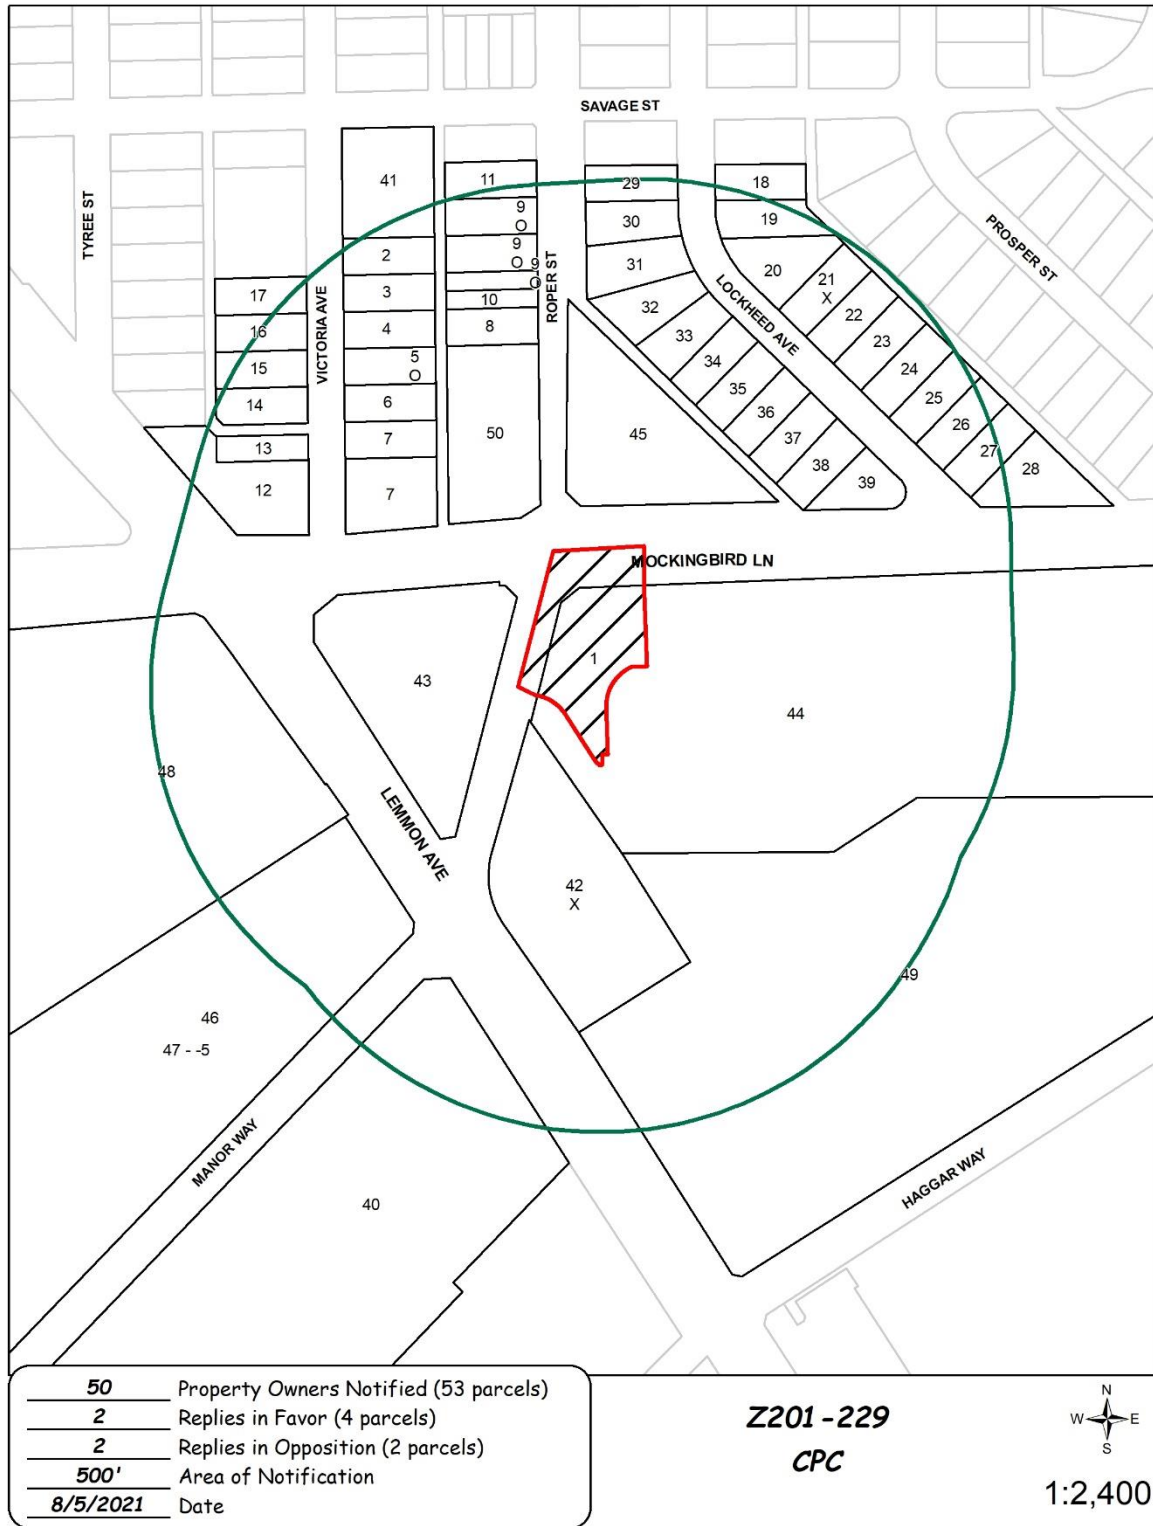 SAVAGE ST
TYREE ST
VICTORIA AVE
ROPER ST
LOCKHEED AVE
PROSPER ST
41
11
29
18
9
O
30
19
2
9
O
9
O
31
20
21
X
17
3
10
32
22
16
4
8
33
23
15
5
O
34
24
14
6
35
25
13
7
50
45
36
26
12
7
37
27
38
28
39
MOCKINGBIRD LN
1
43
44
48
LEMMON AVE
42
X
49
46
47 - -5
MANOR WAY
HAGGAR WAY
40
50 Property Owners Notified (53 parcels)
2 Replies in Favor (4 parcels)
2 Replies in Opposition (2 parcels)
500' Area of Notification
8/5/2021 Date
Z201-229
CPC
N
W E
S
1:2,400